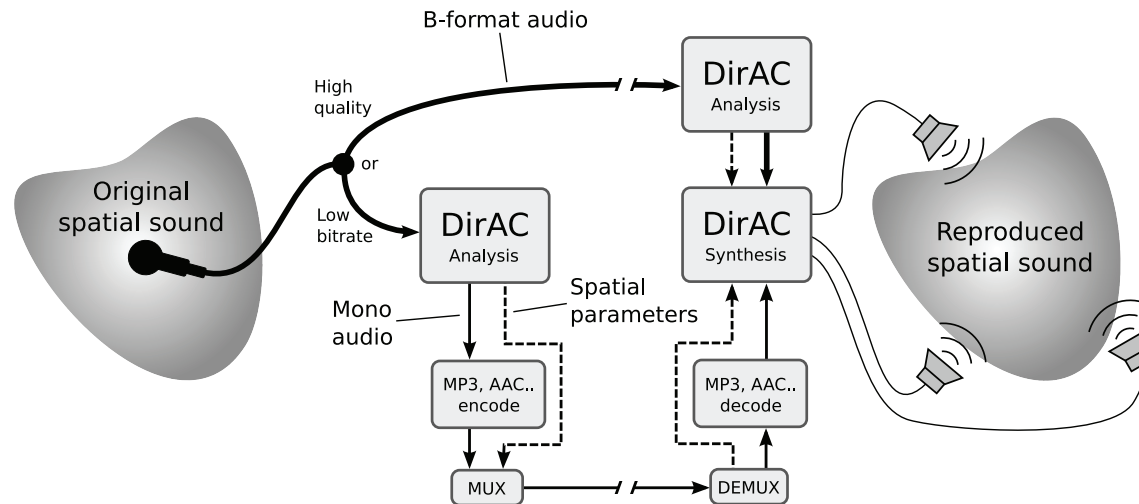 B-format audio
High
quality
or
Low
bitrate
Original
spatial sound
DirAC
Analysis
DirAC
Analysis
DirAC
Synthesis
Reproduced
spatial sound
Mono
audio
Spatial
parameters
MP3, AAC..
encode
MP3, AAC..
decode
MUX
DEMUX